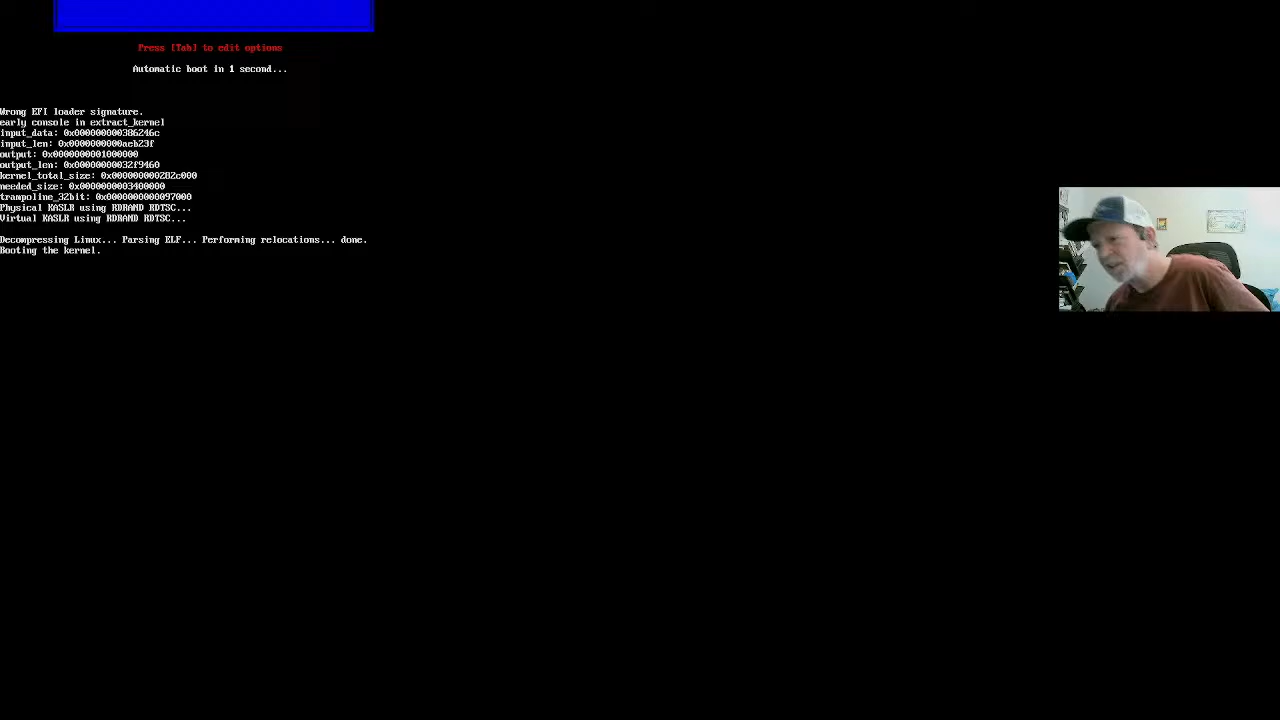 Press [Tab] to edit options
Automatic boot in 1 second...
Wrong EFI loader signature.
early console in extract_kernel
input_data: 0x000000000386246c
input_len: 0x0000000000aeb23f
output: 0x0000000001000000
output_len: 0x00000000032f9460
kernel_total_size: 0x000000000282c000
needed_size: 0x0000000003400000
trampoline_32bit: 0x0000000000097000
Physical KASLR using RDRAND RDTSC...
Virtual KASLR using RDRAND RDTSC...
Decompressing Linux... Parsing ELF... Performing relocations... done.
Booting the kernel.